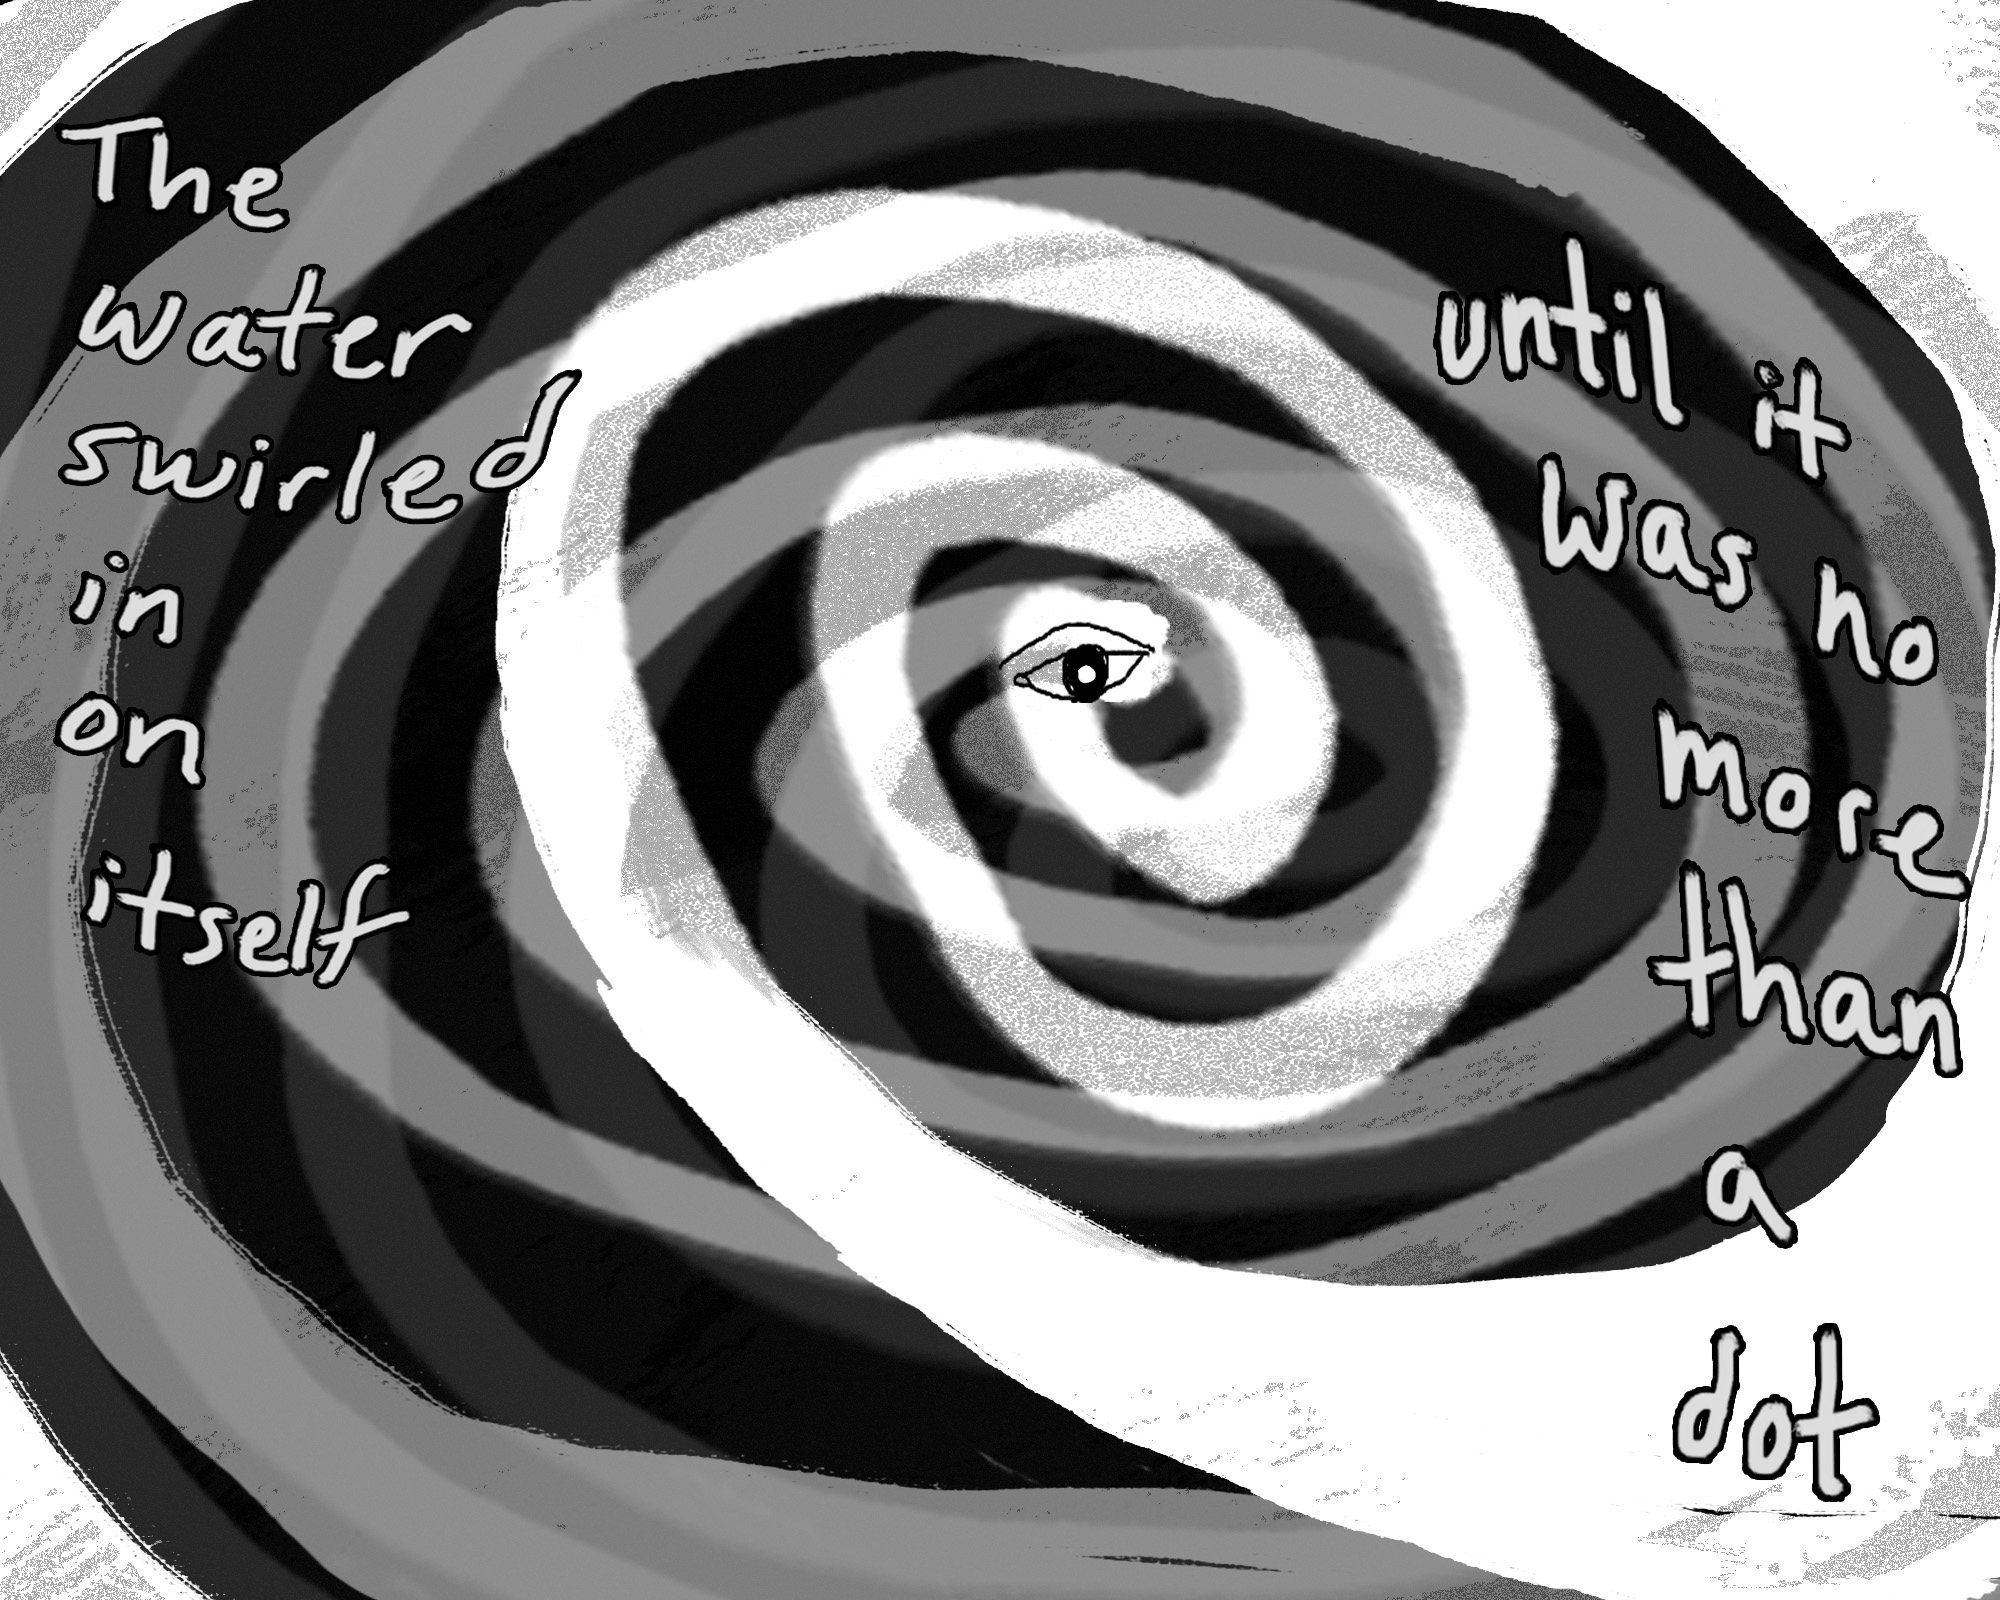 The
water
swirled
in
on
itself
until it
was no
more
than
a
dot